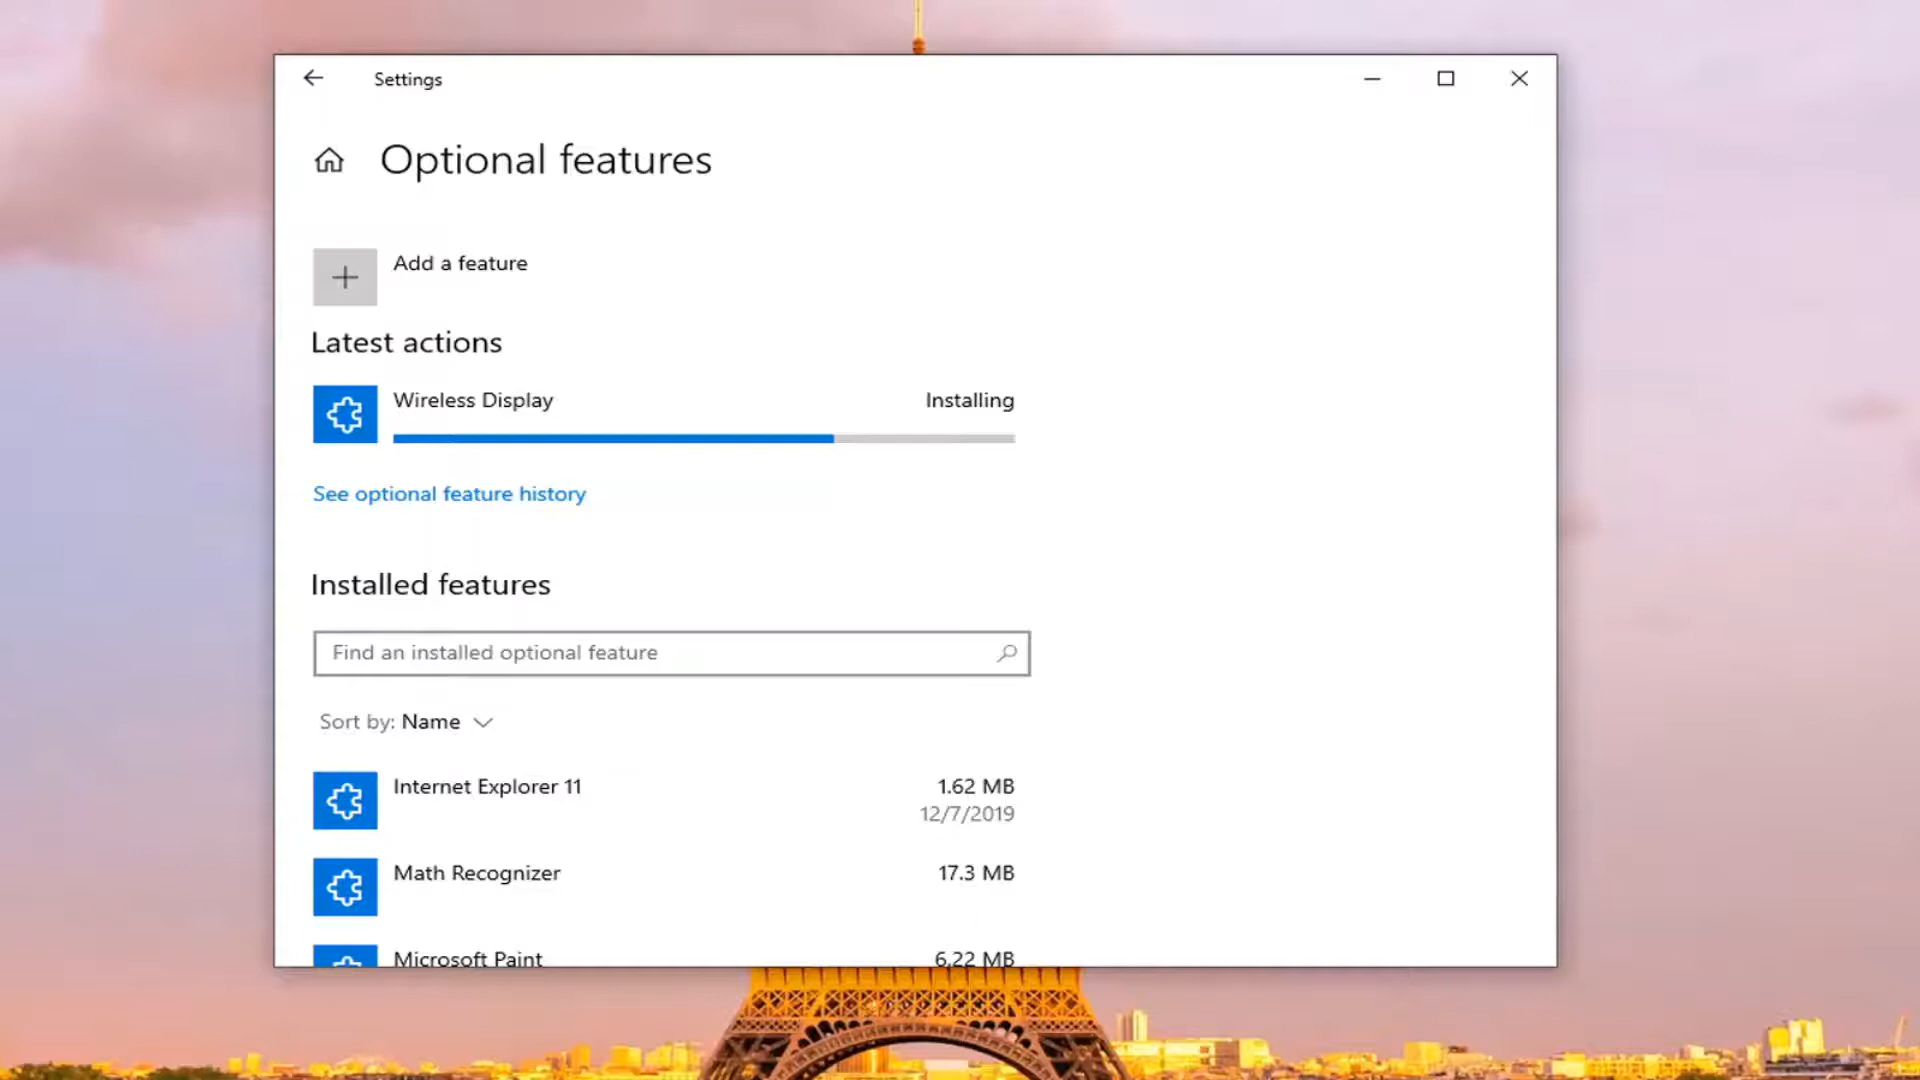 Settings
Optional features
Add a feature
Latest actions
Wireless Display Installing
See optional feature history
Installed features
Find an installed optional feature
Sort by: Name
Internet Explorer 11 1.62 MB
12/7/2019
Math Recognizer 17.3 MB
Microsoft Paint 6.22 MB